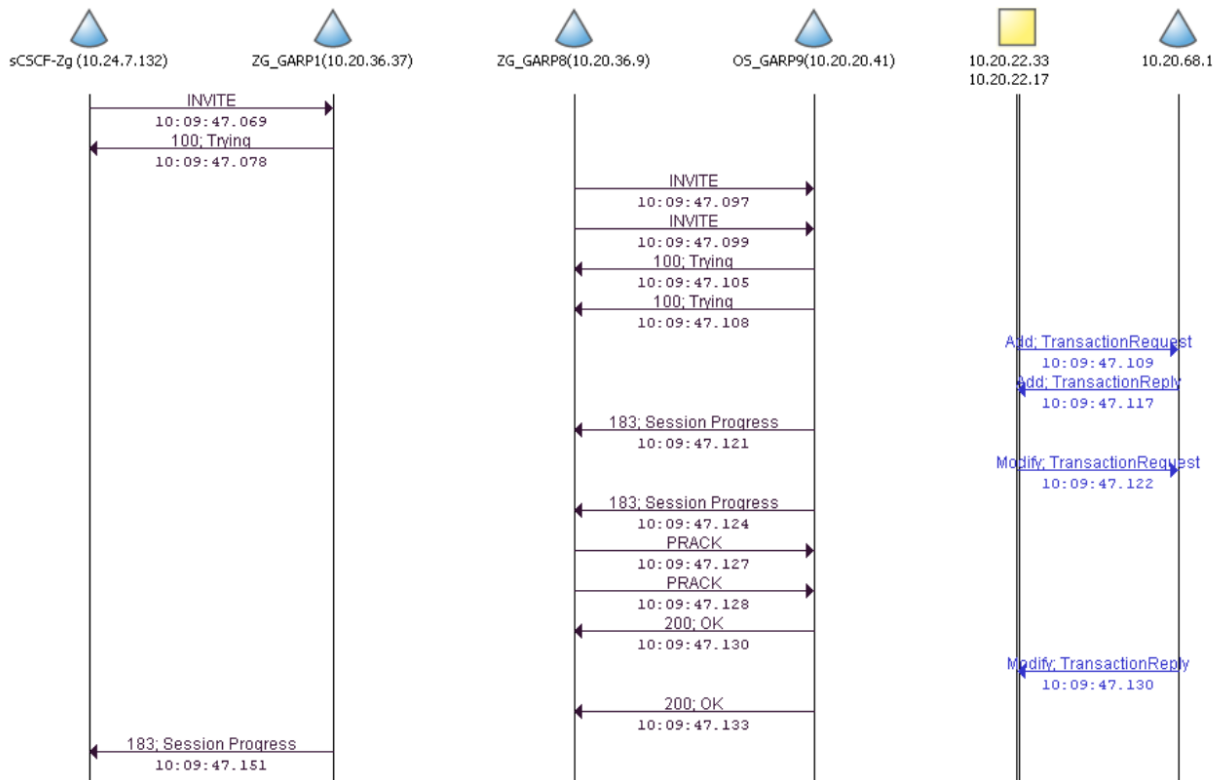 sCSCF-Zg (10.24.7.132)
ZG_GARP1(10.20.36.37)
ZG_GARP8(10.20.36.9)
OS_GARP9(10.20.20.41)
10.20.22.33
10.20.22.17
10.20.68.1
INVITE
10:09:47.069
100; Trying
10:09:47.078
INVITE
10:09:47.097
INVITE
10:09:47.099
100; Trying
10:09:47.105
100; Trying
10:09:47.108
Add; TransactionRequest
10:09:47.109
Add; TransactionReply
10:09:47.117
183; Session Progress
10:09:47.121
Modify; TransactionRequest
10:09:47.122
183; Session Progress
10:09:47.124
PRACK
10:09:47.127
PRACK
10:09:47.128
200; OK
10:09:47.130
Modify; TransactionReply
10:09:47.130
200; OK
10:09:47.133
183; Session Progress
10:09:47.151